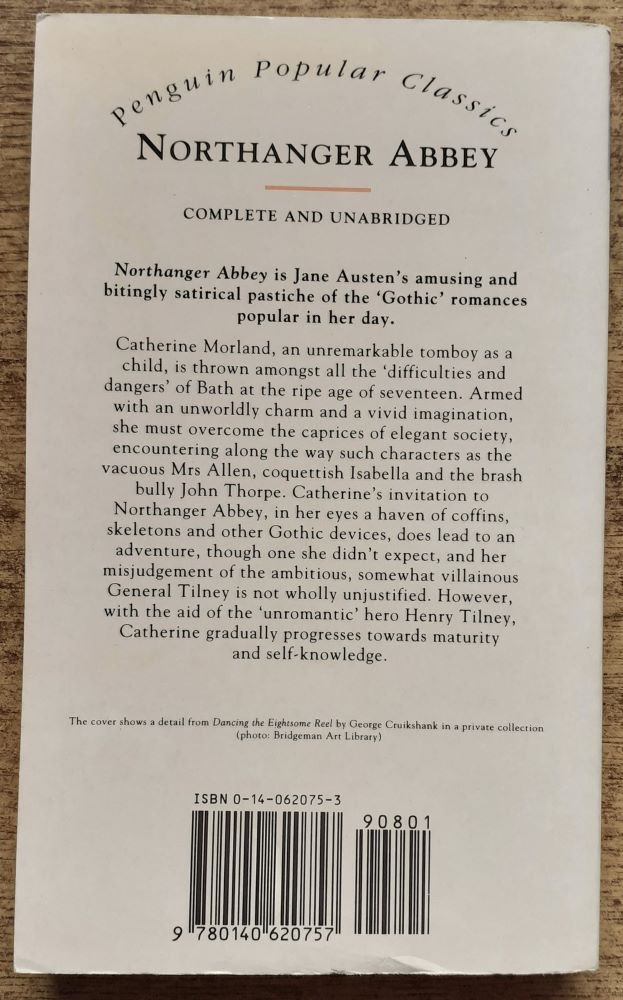 Penguin Popular Classics
NORTHANGER ABBEY
COMPLETE AND UNABRIDGED
Northanger Abbey is Jane Austen's amusing and
bitingly satirical pastiche of the 'Gothic' romances
popular in her day.
Catherine Morland, an unremarkable tomboy as a
child, is thrown amongst all the 'difficulties and
dangers' of Bath at the ripe age of seventeen. Armed
with an unworldly charm and a vivid imagination,
she must overcome the caprices of elegant society,
encountering along the way such characters as the
vacuous Mrs Allen, coquettish Isabella and the brash
bully John Thorpe. Catherine's invitation to
Northanger Abbey, in her eyes a haven of coffins,
skeletons and other Gothic devices, does lead to an
adventure, though one she didn't expect, and her
misjudgement of the ambitious, somewhat villainous
General Tilney is not wholly unjustified. However,
with the aid of the 'unromantic' hero Henry Tilney,
Catherine gradually progresses towards maturity
and self-knowledge.
The cover shows a detail from Dancing the Eightsome Reel by George Cruikshank in a private collection
(photo: Bridgeman Art Library)
ISBN 0-14-062075-3
90801
9 780140 620757